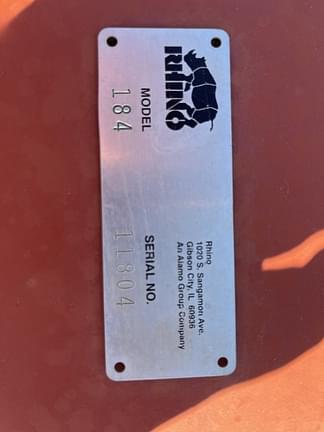 RHINO
MODEL
184
Rhino
1020 S. Sangamon Ave.
Gibson City, IL 60936
An Alamo Group Company
SERIAL NO.
11804